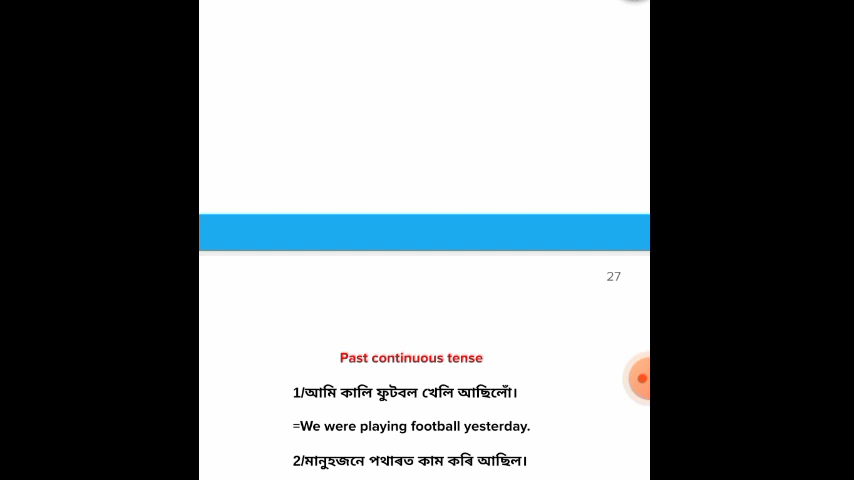 27
Past continuous tense
1/আমি কালি ফুটবল খেলি আছিলোঁ।
=We were playing football yesterday.
2/মানুহজনে পথাৰত কাম কৰি আছিল।